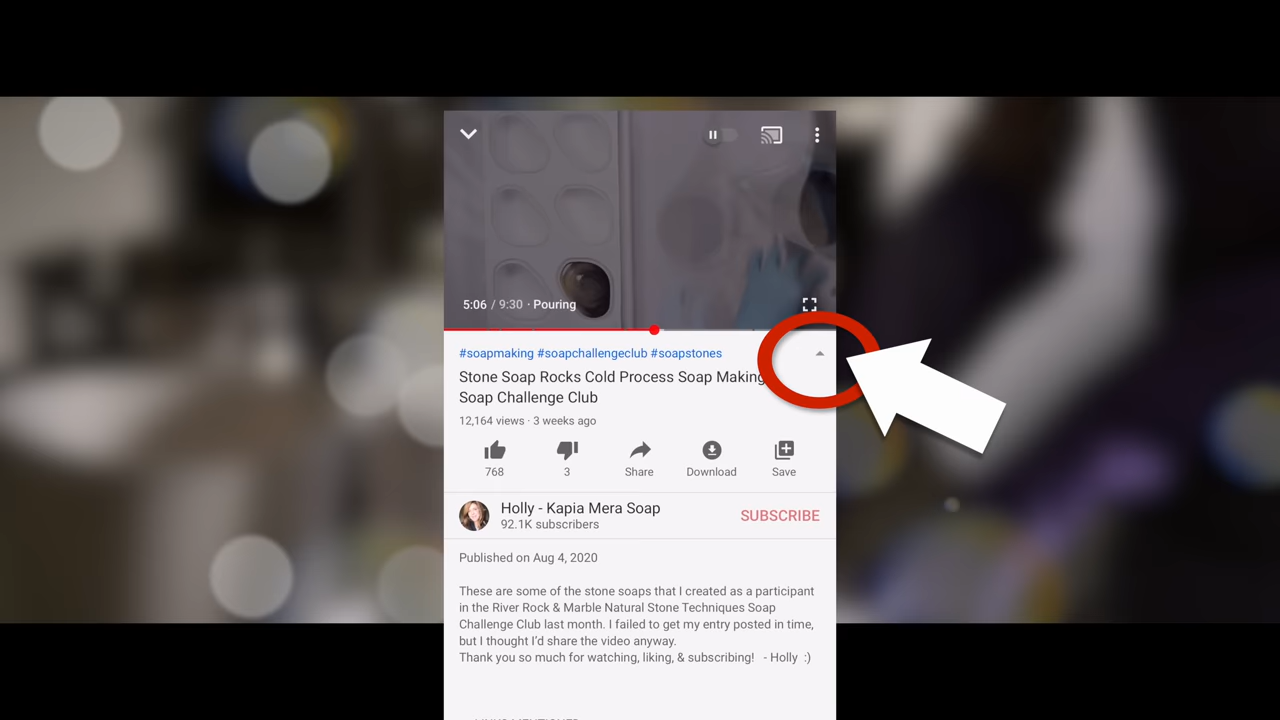 5:06 / 9:30 · Pouring
#soapmaking #soapchallengeclub #soapstones
Stone Soap Rocks Cold Process Soap Making
Soap Challenge Club
12,164 views · 3 weeks ago
768
3
Share
Download
Save
Holly - Kapia Mera Soap
92.1K subscribers
SUBSCRIBE
Published on Aug 4, 2020
These are some of the stone soaps that I created as a participant
in the River Rock & Marble Natural Stone Techniques Soap
Challenge Club last month. I failed to get my entry posted in time,
but I thought I'd share the video anyway.
Thank you so much for watching, liking, & subscribing! - Holly :)